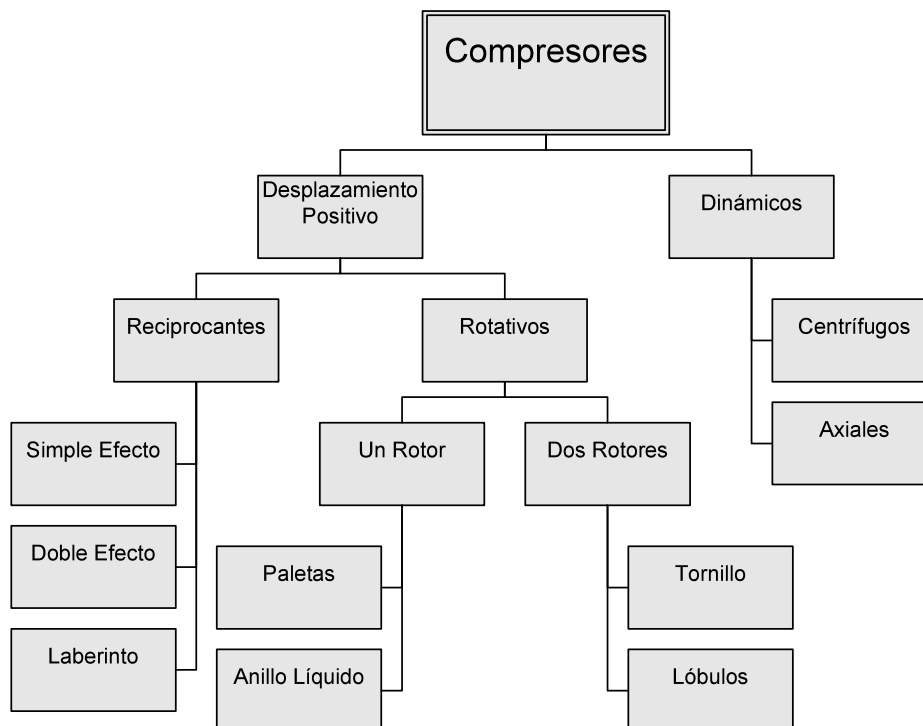 Compresores
Desplazamiento
Positivo
Dinámicos
Reciprocantes
Rotativos
Centrífugos
Axiales
Simple Efecto
Un Rotor
Dos Rotores
Doble Efecto
Paletas
Tornillo
Laberinto
Anillo Líquido
Lóbulos